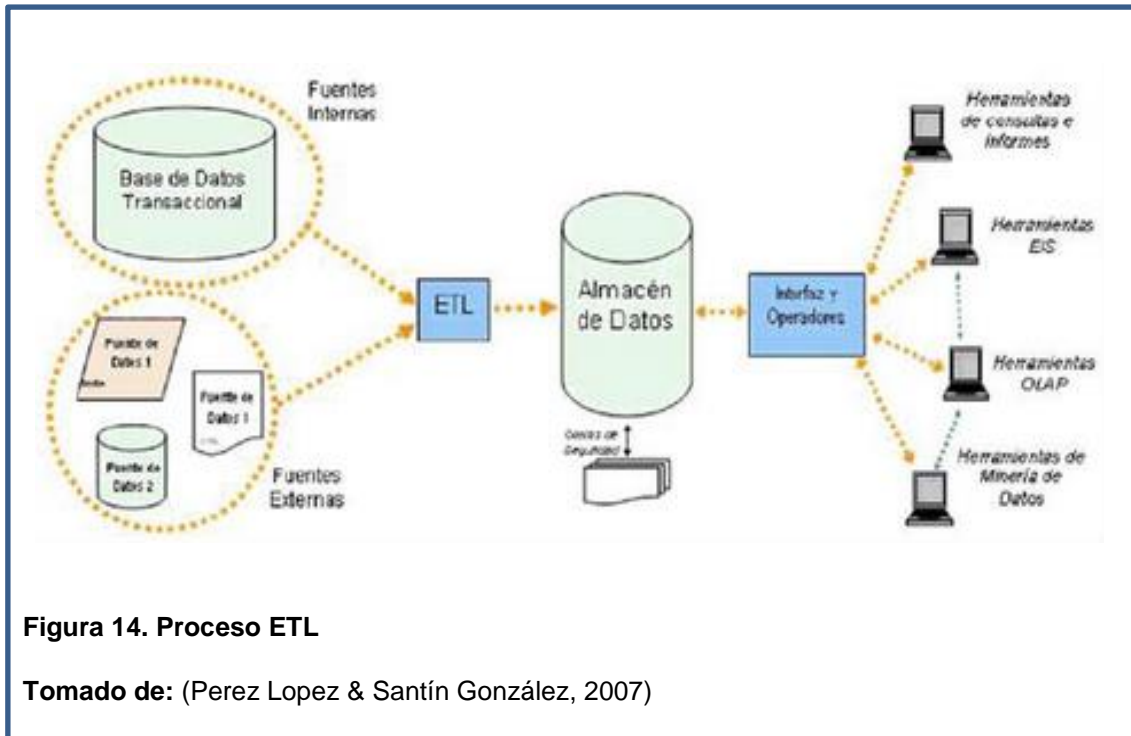 Fuentes
Internas
Base de Datos
Transaccional
ETL
Almacén
de Datos
Interfaz y
Operadores
Herramientas
de consultas e
informes
Herramientas
EIS
Herramientas
OLAP
Herramientas de
Minería de
Datos
Fuente de
Datos 1
Fuente de
Datos 1
Fuente de
Datos 2
Fuentes
Externas
Copias de
Seguridad
Figura 14. Proceso ETL
Tomado de: (Perez Lopez & Santín González, 2007)